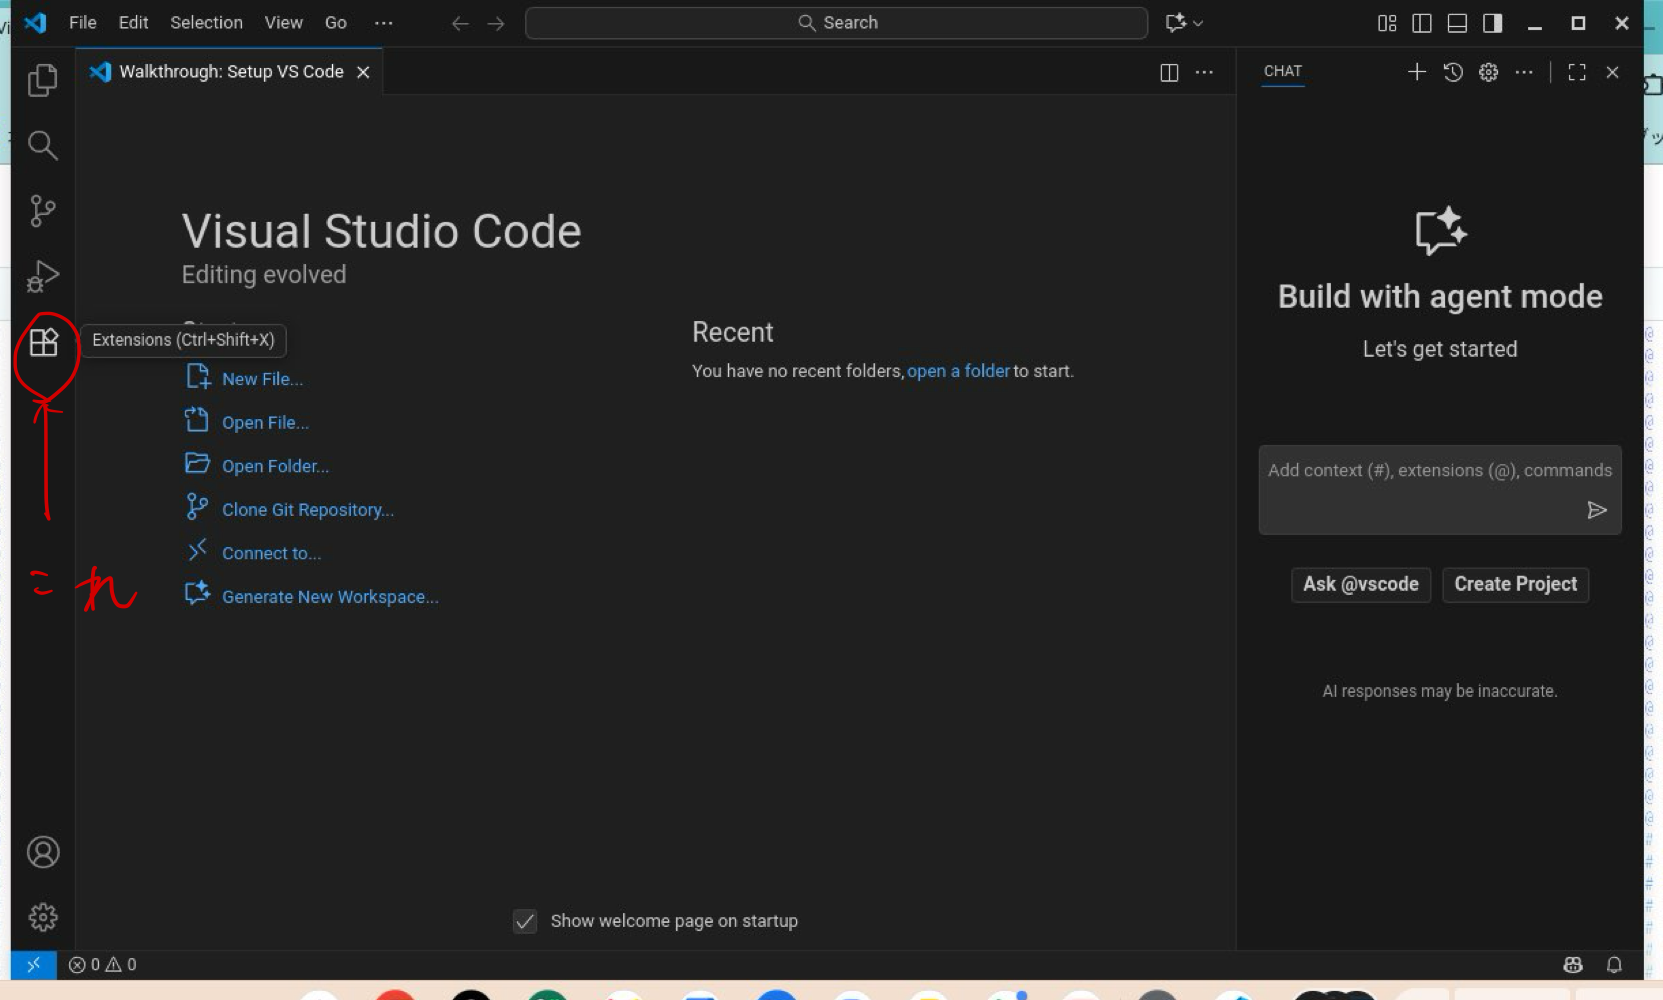 File Edit Selection View Go ··· Search
Walkthrough: Setup VS Code
CHAT
Visual Studio Code
Editing evolved
Extensions (Ctrl+Shift+X)
New File...
Open File...
Open Folder...
Clone Git Repository...
Connect to...
Generate New Workspace...
これ
Recent
You have no recent folders, open a folder to start.
Show welcome page on startup
Build with agent mode
Let's get started
Add context (#), extensions (@), commands
Ask @vscode Create Project
AI responses may be inaccurate.
0 0